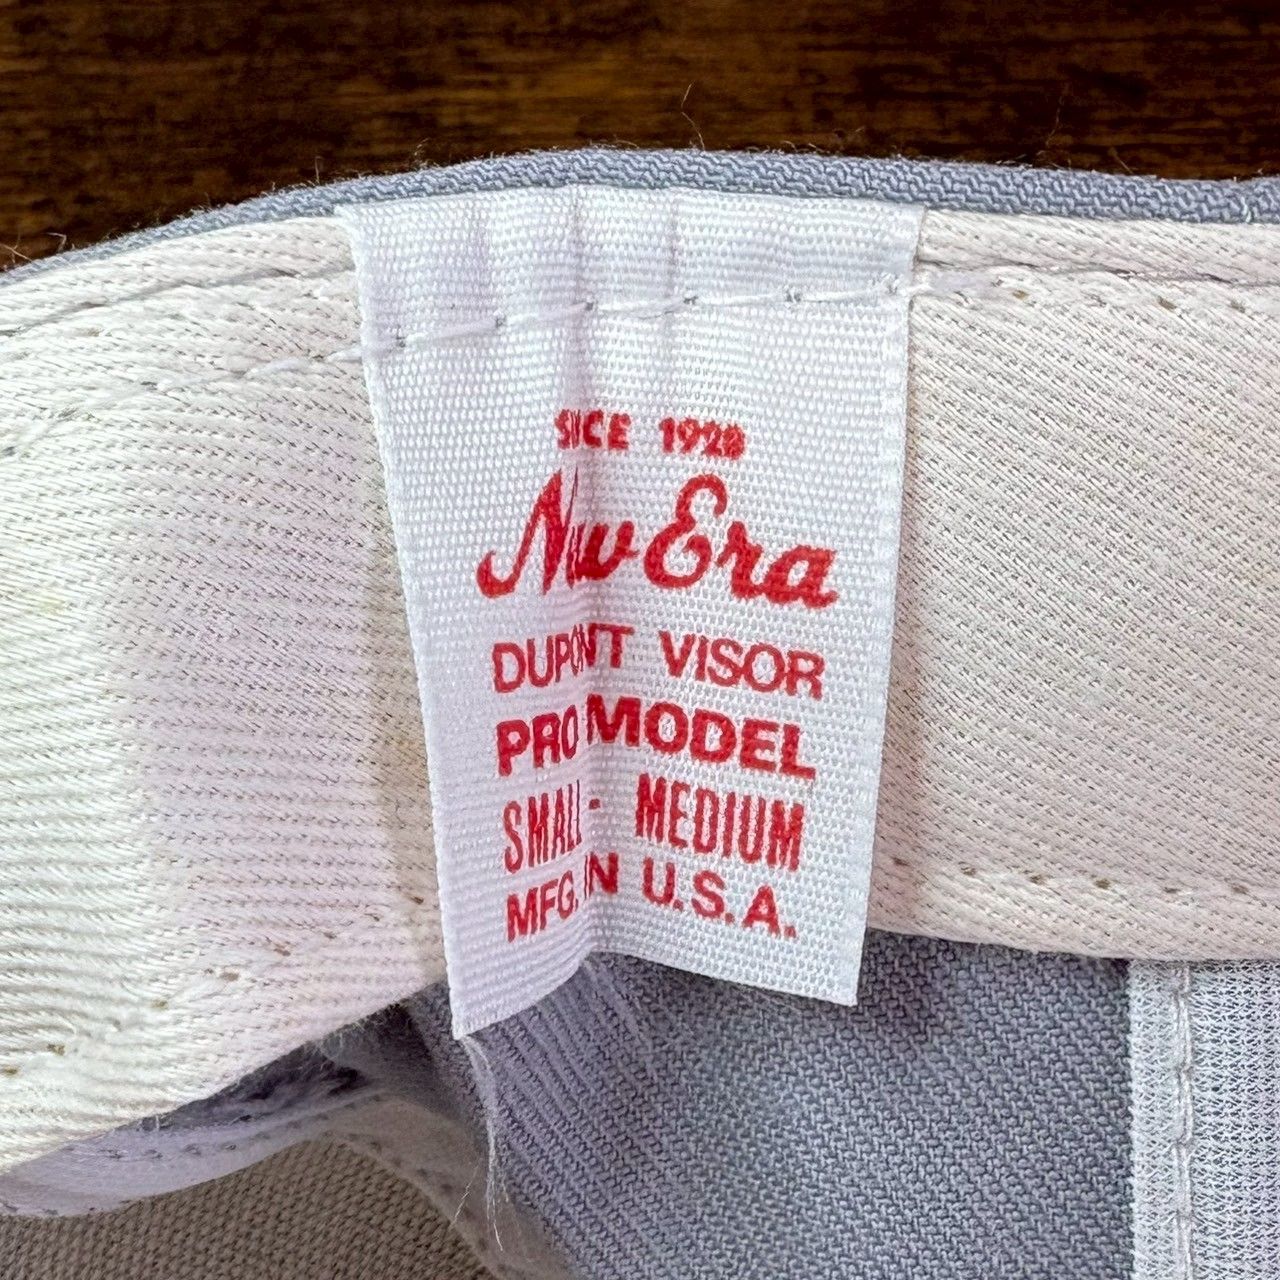 SINCE 1920
New Era
DUPONT VISOR
PRO MODEL
SMALL - MEDIUM
MFG. IN U.S.A.